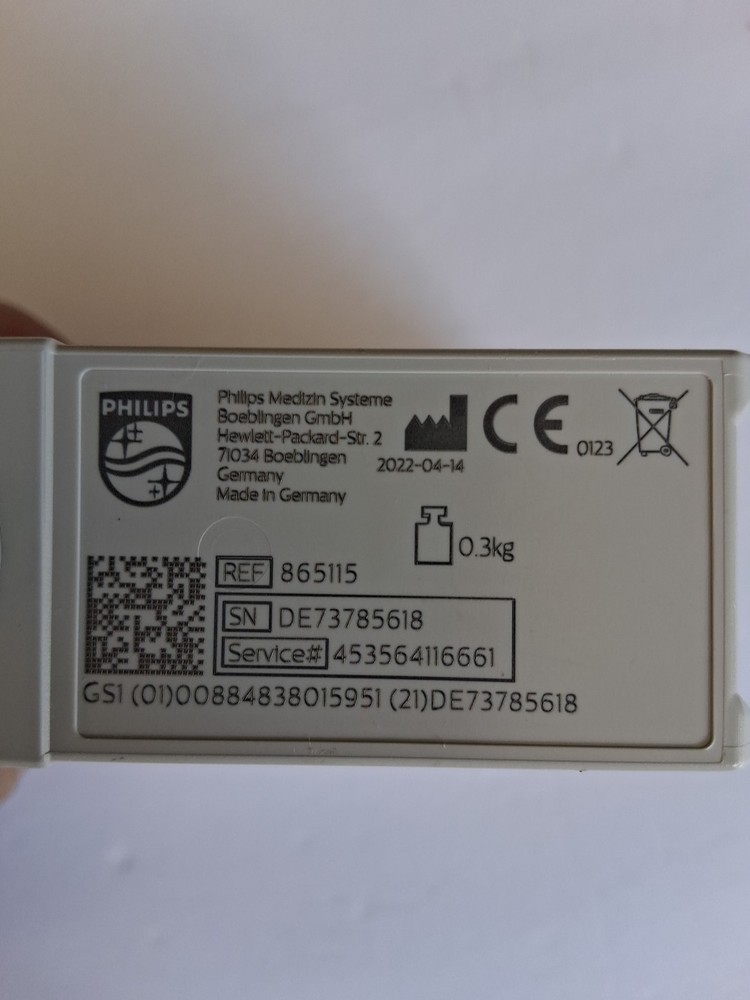 PHILIPS
Philips Medizin Systeme
Boeblingen GmbH
Hewlett-Packard-Str. 2
71034 Boeblingen
Germany
Made in Germany
2022-04-14
CE 0123
0.3kg
REF 865115
SN DE73785618
Service# 453564116661
GS1 (01)00884838015951 (21)DE73785618